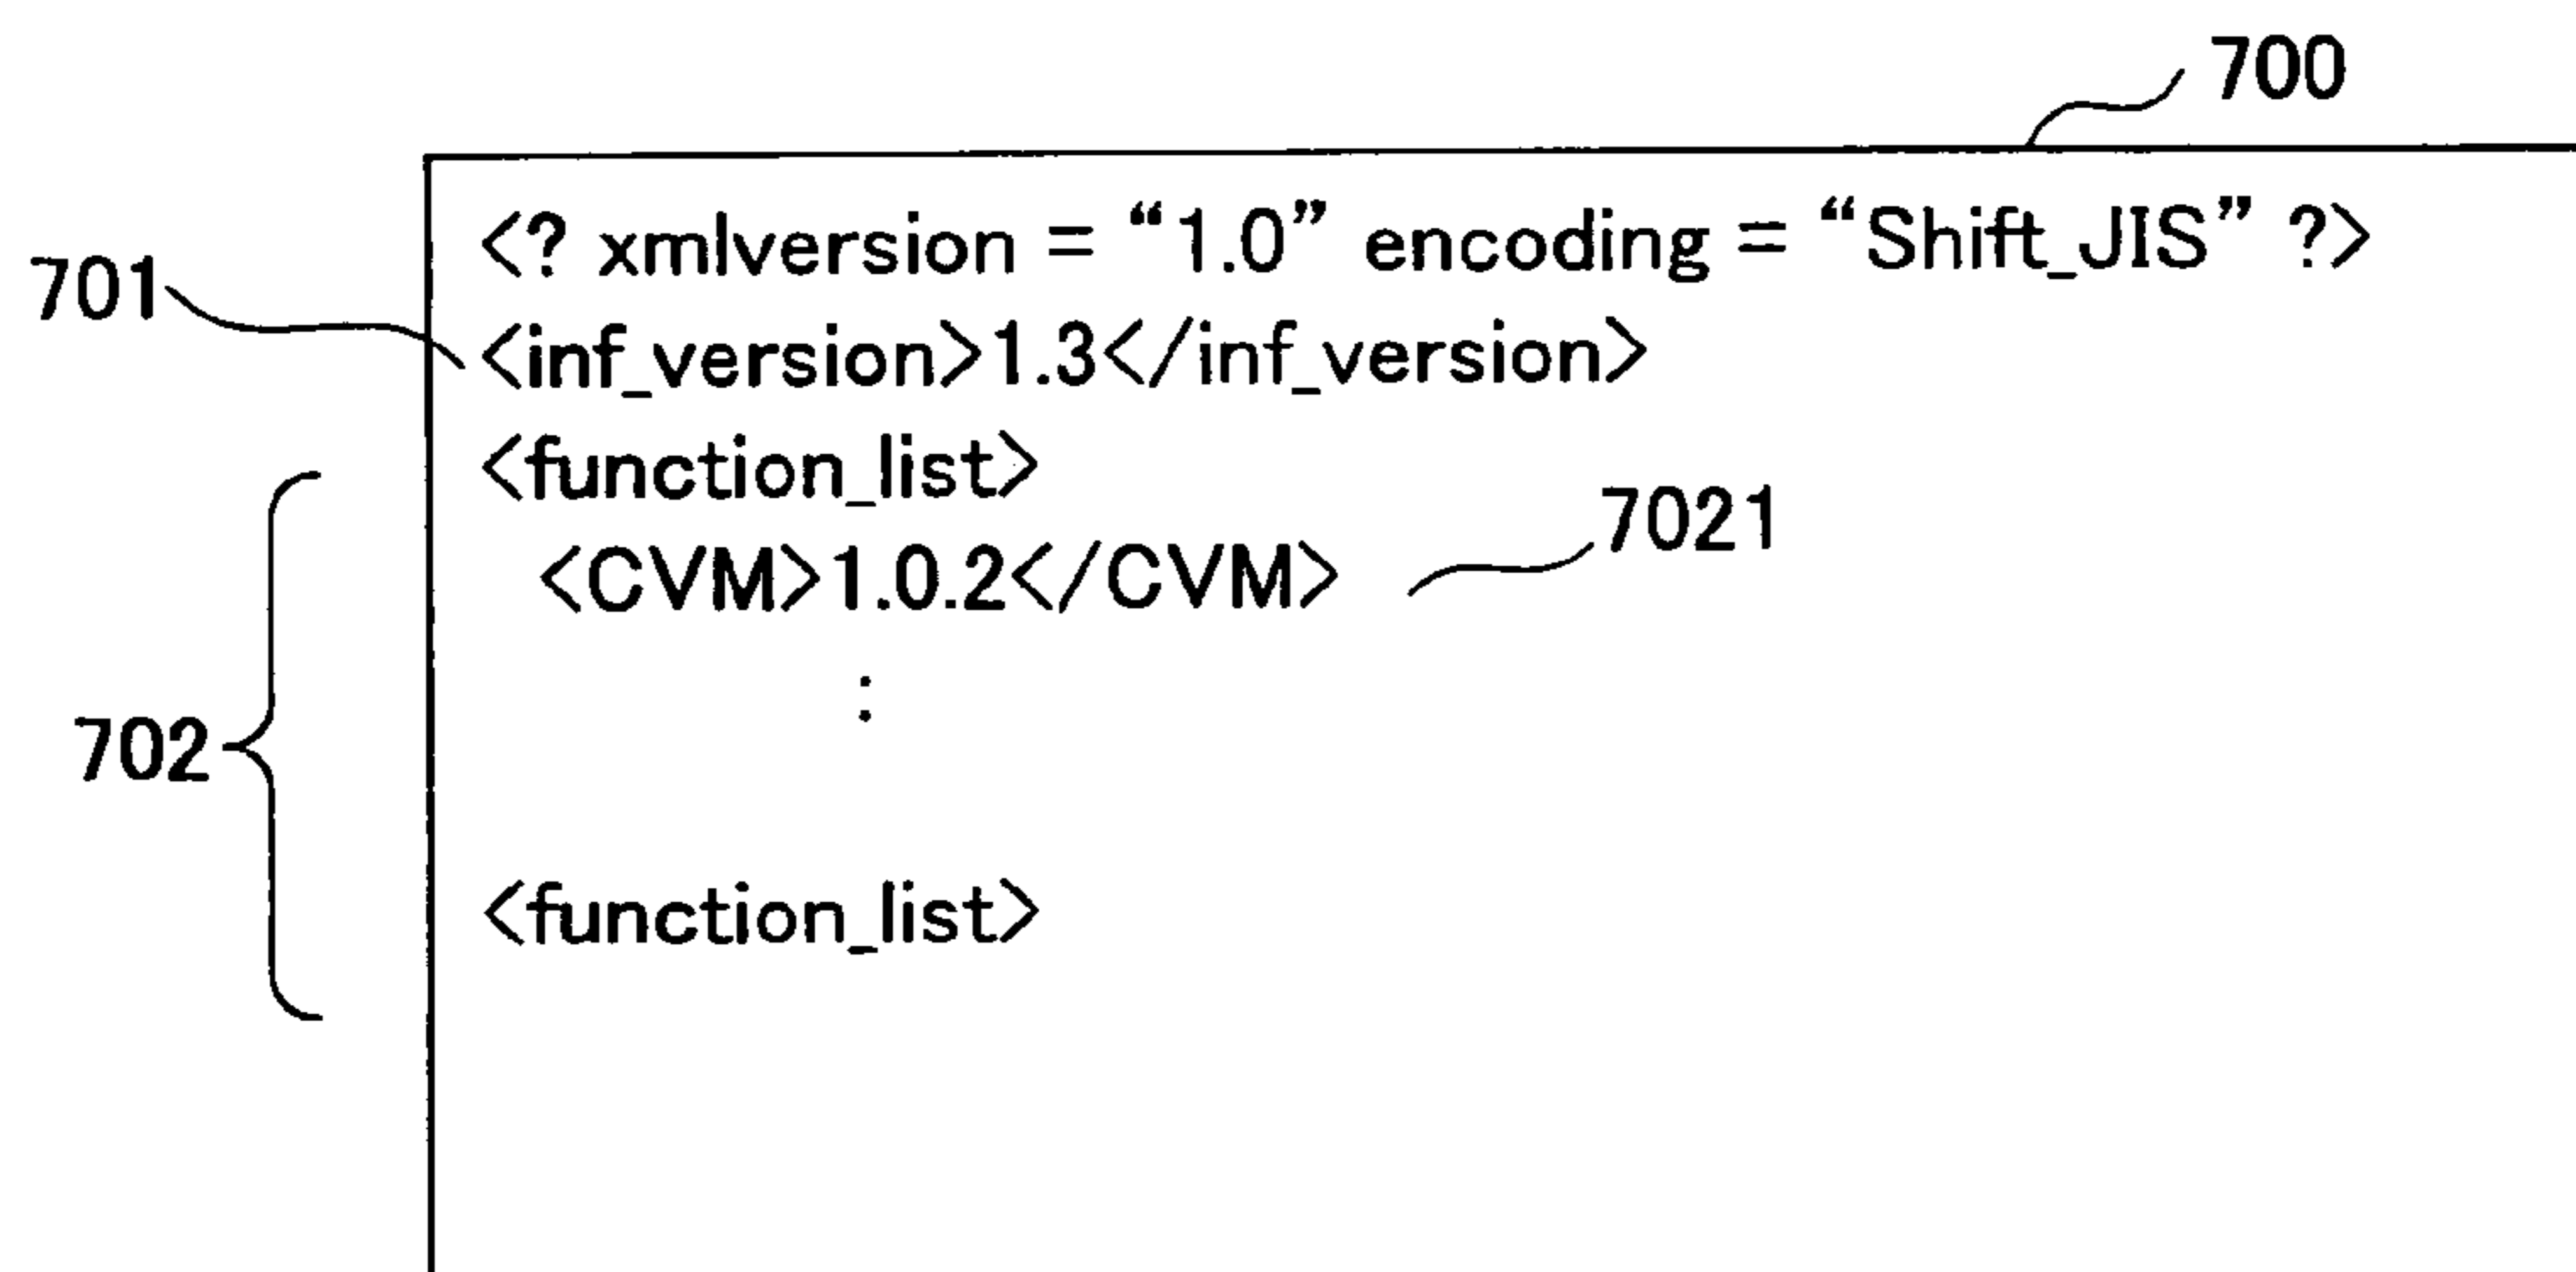 700
<? xmlversion = “1.0” encoding = “Shift_JIS” ?>
701
<inf_version>1.3</inf_version>
<function_list>
<CVM>1.0.2</CVM>
7021
:
702
<function_list>